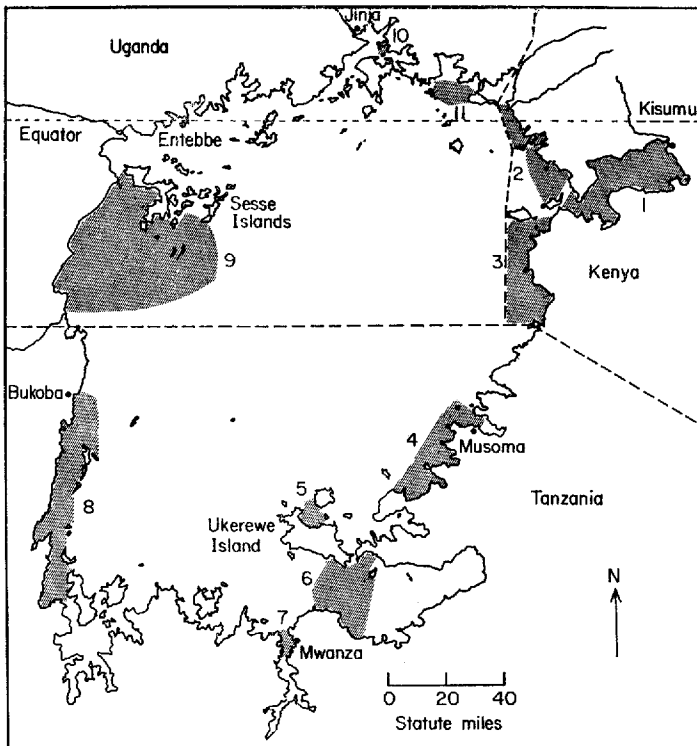 Jinja
10
Uganda
11
Kisumu
Equator
Entebbe
2
Sesse
Islands
1
9
3
Kenya
Bukoba
4
Musoma
5
Tanzania
8
Ukerewe
Island
6
N
7
Mwanza
0 20 40
Statute miles